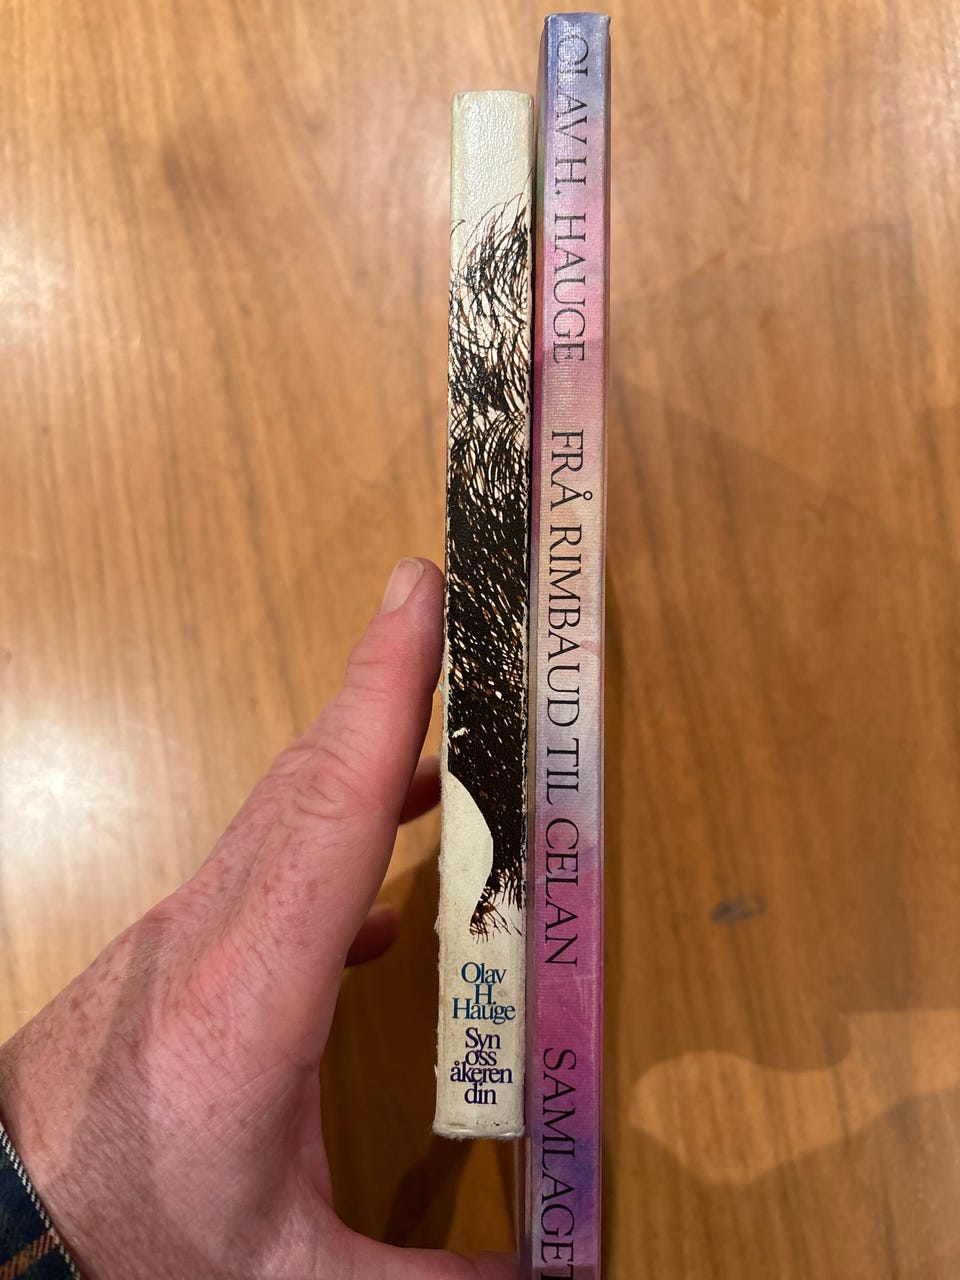 Olav
H.
Hauge
Syn
oss
åkeren
din
OLAV H. HAUGE FRÅ RIMBAUD TIL CELAN SAMLAGET